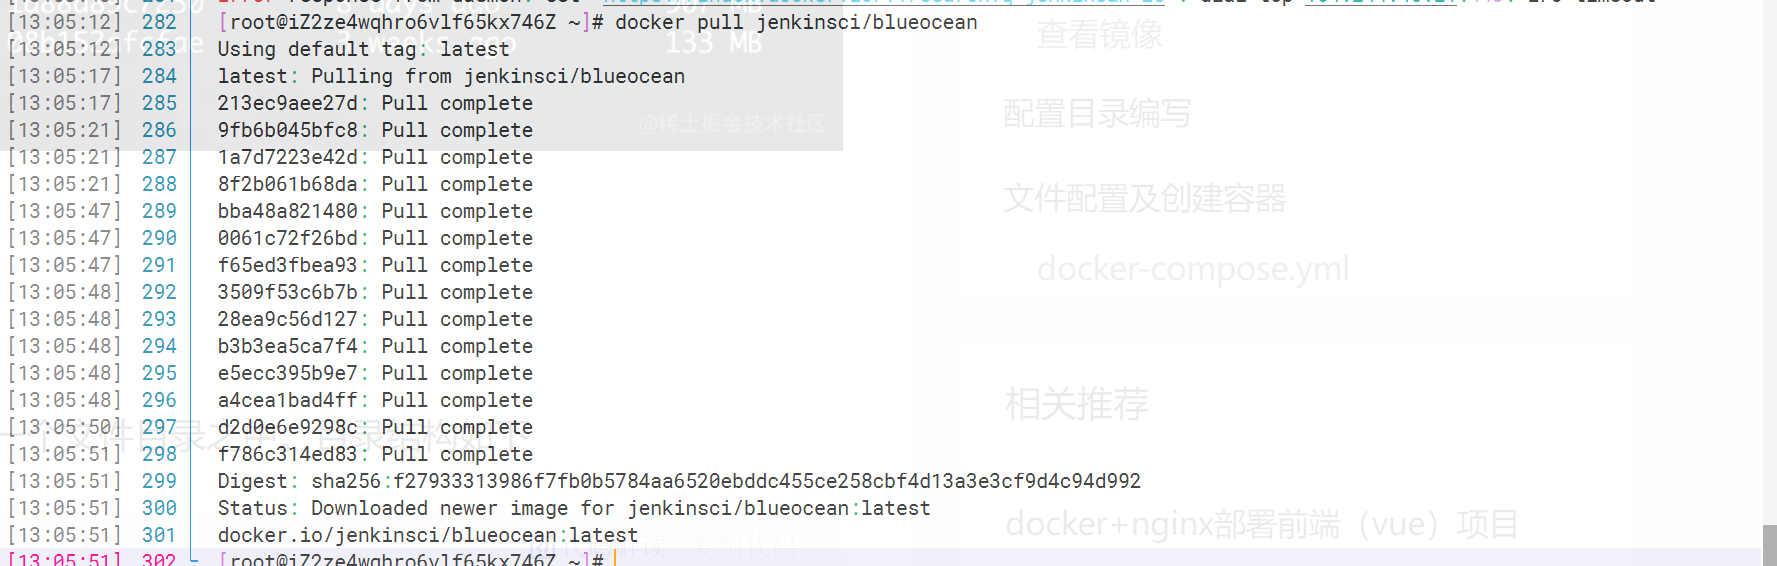 [13:05:12] 282 [root@iZ2ze4wqhro6vlf65kx746Z ~]# docker pull jenkinsci/blueocean
[13:05:12] 283 Using default tag: latest
[13:05:17] 284 latest: Pulling from jenkinsci/blueocean
[13:05:17] 285 213ec9aee27d: Pull complete
[13:05:21] 286 9fb6b045bfc8: Pull complete
[13:05:21] 287 1a7d7223e42d: Pull complete
[13:05:21] 288 8f2b061b68da: Pull complete
[13:05:47] 289 bba48a821480: Pull complete
[13:05:47] 290 0061c72f26bd: Pull complete
[13:05:47] 291 f65ed3fbea93: Pull complete
[13:05:48] 292 3509f53c6b7b: Pull complete
[13:05:48] 293 28ea9c56d127: Pull complete
[13:05:48] 294 b3b3ea5ca7f4: Pull complete
[13:05:48] 295 e5ecc395b9e7: Pull complete
[13:05:48] 296 a4cea1bad4ff: Pull complete
[13:05:50] 297 d2d0e6e9298c: Pull complete
[13:05:51] 298 f786c314ed83: Pull complete
[13:05:51] 299 Digest: sha256:f27933313986f7fb0b5784aa6520ebddc455ce258cbf4d13a3e3cf9d4c94d992
[13:05:51] 300 Status: Downloaded newer image for jenkinsci/blueocean:latest
[13:05:51] 301 docker.io/jenkinsci/blueocean:latest
[13:05:51] 302 [root@iZ2ze4wqhro6vlf65kx746Z ~]#
3 weeks ago 133 MB
@稀土掘金技术社区
查看镜像
配置目录编写
文件配置及创建容器
docker-compose.yml
相关推荐
docker+nginx部署前端（vue）项目
复制代码